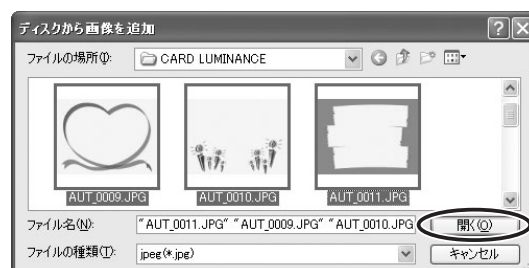 ディスクから画像を追加
ファイルの場所(I):
CARD LUMINANCE
AUT_0009.JPG
AUT_0010.JPG
AUT_0011.JPG
ファイル名(N):
"AUT_0011.JPG" "AUT_0009.JPG" "AUT_0010.JPG
開く(O)
ファイルの種類(T):
jpeg(*.jpg)
キャンセル